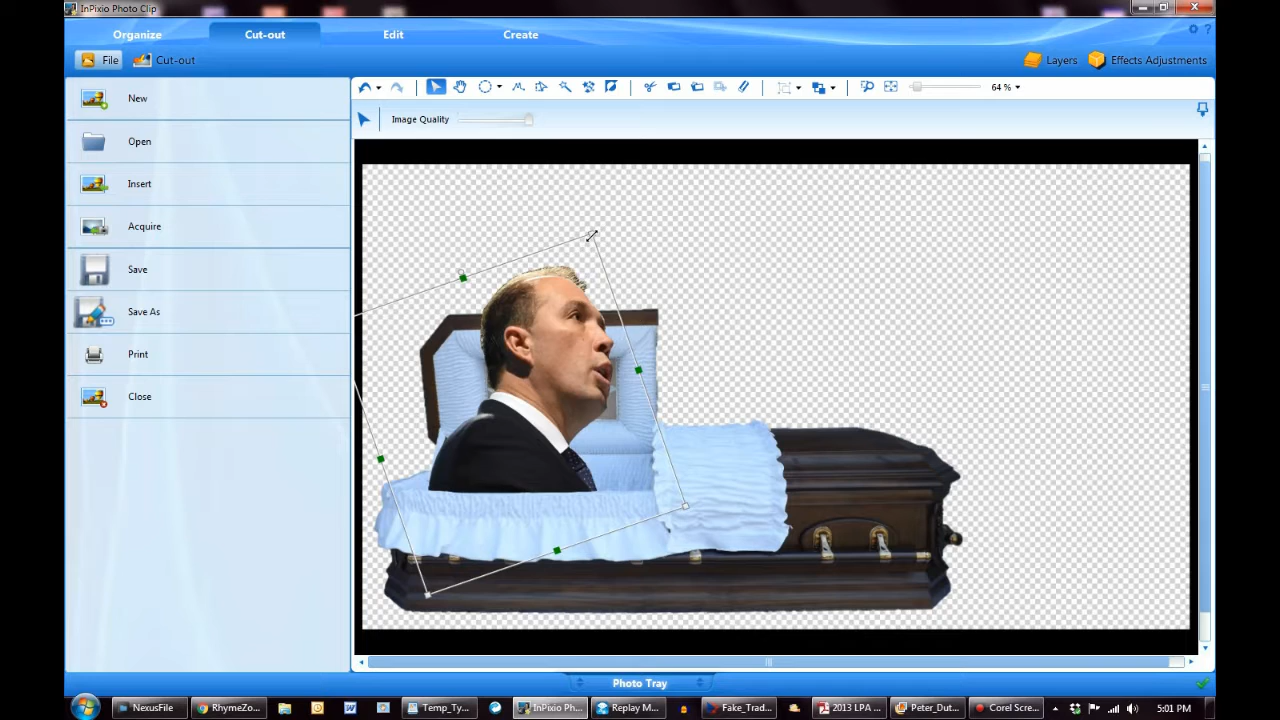 InPixio Photo Clip
Organize
Cut-out
Edit
Create
File
Cut-out
Layers
Effects Adjustments
New
Open
Insert
Acquire
Save
Save As
Print
Close
64 %
Image Quality
Photo Tray
NexusFile
RhymeZo...
Temp_Ty...
InPixio Ph...
Replay M...
Fake_Trad...
2013 LPA ...
Peter_Dut...
Corel Scre...
5:01 PM